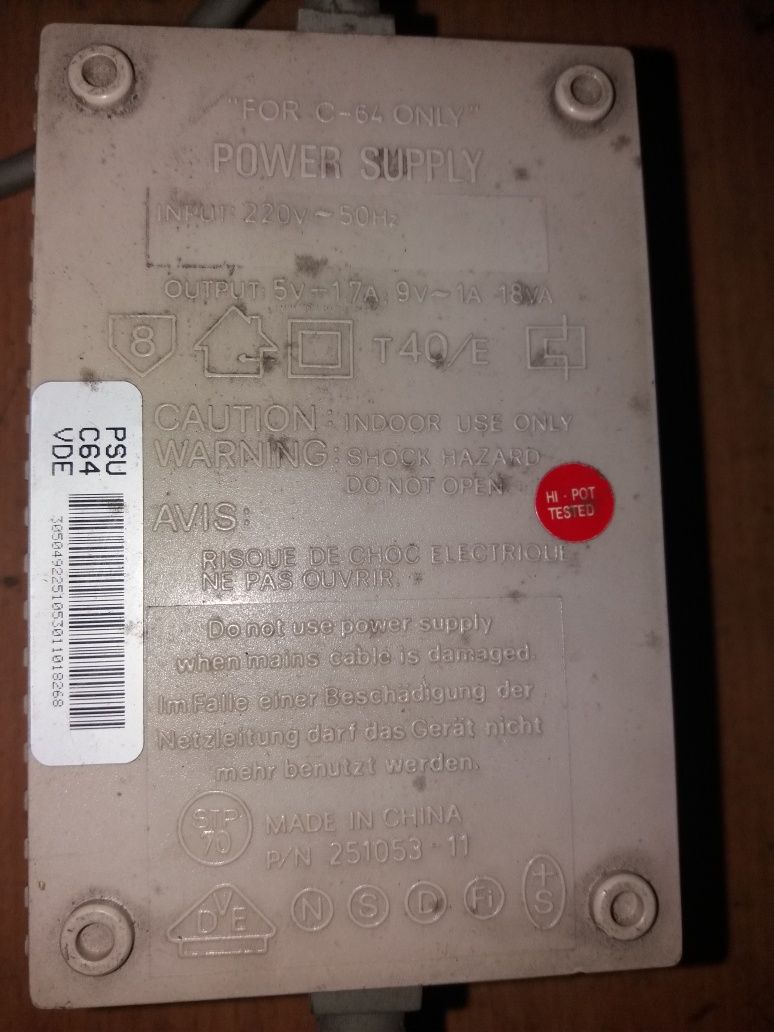 "FOR C-64 ONLY"
POWER SUPPLY
INPUT: 220V ~ 50Hz
OUTPUT: 5V⎓1.7A, 9V~1A 18VA
8
T40/E
CAUTION: INDOOR USE ONLY
WARNING: SHOCK HAZARD
DO NOT OPEN.
AVIS:
RISQUE DE CHOC ELECTRIQUE
NE PAS OUVRIR.
HI - POT
TESTED
PSU
C64
VDE
3050492251053011018268
Do not use power supply
when mains cable is damaged.
Im Falle einer Beschädigung der
Netzleitung darf das Gerät nicht
mehr benutzt werden.
STP
70
MADE IN CHINA
P/N 251053-11
DVE
N
S
D
Fi
+S